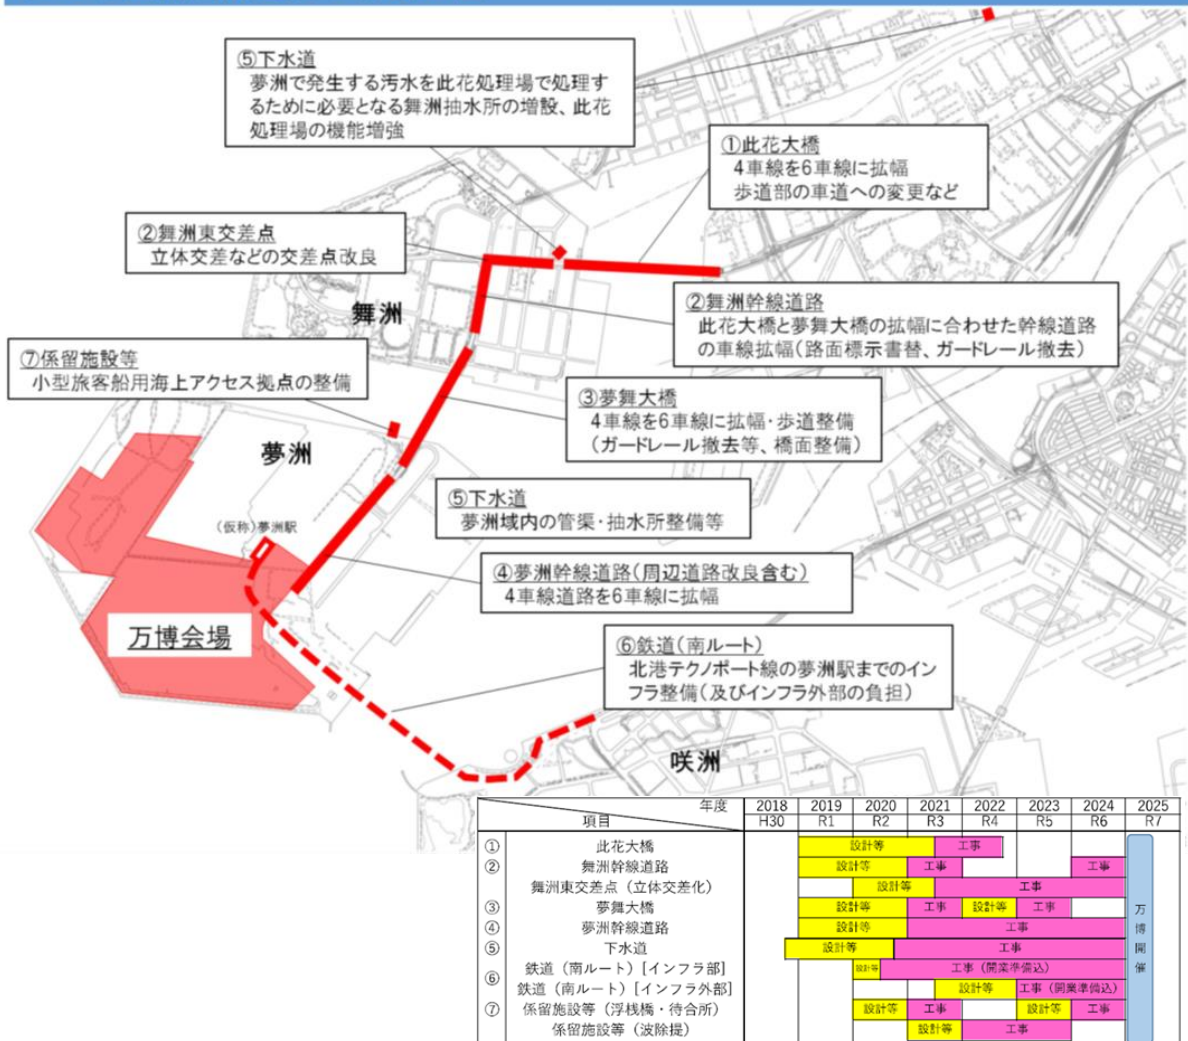 ⑤下水道
夢洲で発生する汚水を此花処理場で処理す
るために必要となる舞洲抽水所の増設、此花
処理場の機能増強
①此花大橋
4車線を6車線に拡幅
歩道部の車道への変更など
②舞洲東交差点
立体交差などの交差点改良
舞洲
②舞洲幹線道路
此花大橋と夢舞大橋の拡幅に合わせた幹線道路
の車線拡幅(路面標示書替、ガードレール撤去)
⑦係留施設等
小型旅客船用海上アクセス拠点の整備
③夢舞大橋
4車線を6車線に拡幅・歩道整備
(ガードレール撤去等、橋面整備)
夢洲
⑤下水道
夢洲域内の管渠・抽水所整備等
(仮称)夢洲駅
④夢洲幹線道路(周辺道路改良含む)
4車線道路を6車線に拡幅
万博会場
⑥鉄道(南ルート)
北港テクノポート線の夢洲駅までのイン
フラ整備(及びインフラ外部の負担)
咲洲
年度 2018 2019 2020 2021 2022 2023 2024 2025
項目 H30 R1 R2 R3 R4 R5 R6 R7
① 此花大橋 設計等 工事
② 舞洲幹線道路 設計等 工事 工事
舞洲東交差点(立体交差化) 設計等 工事
③ 夢舞大橋 設計等 工事 設計等 工事
④ 夢洲幹線道路 設計等 工事
⑤ 下水道 設計等 工事
⑥ 鉄道(南ルート)[インフラ部] 設計等 工事(開業準備込)
鉄道(南ルート)[インフラ外部] 設計等 工事(開業準備込)
⑦ 係留施設等(浮桟橋・待合所) 設計等 工事 設計等 工事
係留施設等(波除提) 設計等 工事
万博開催